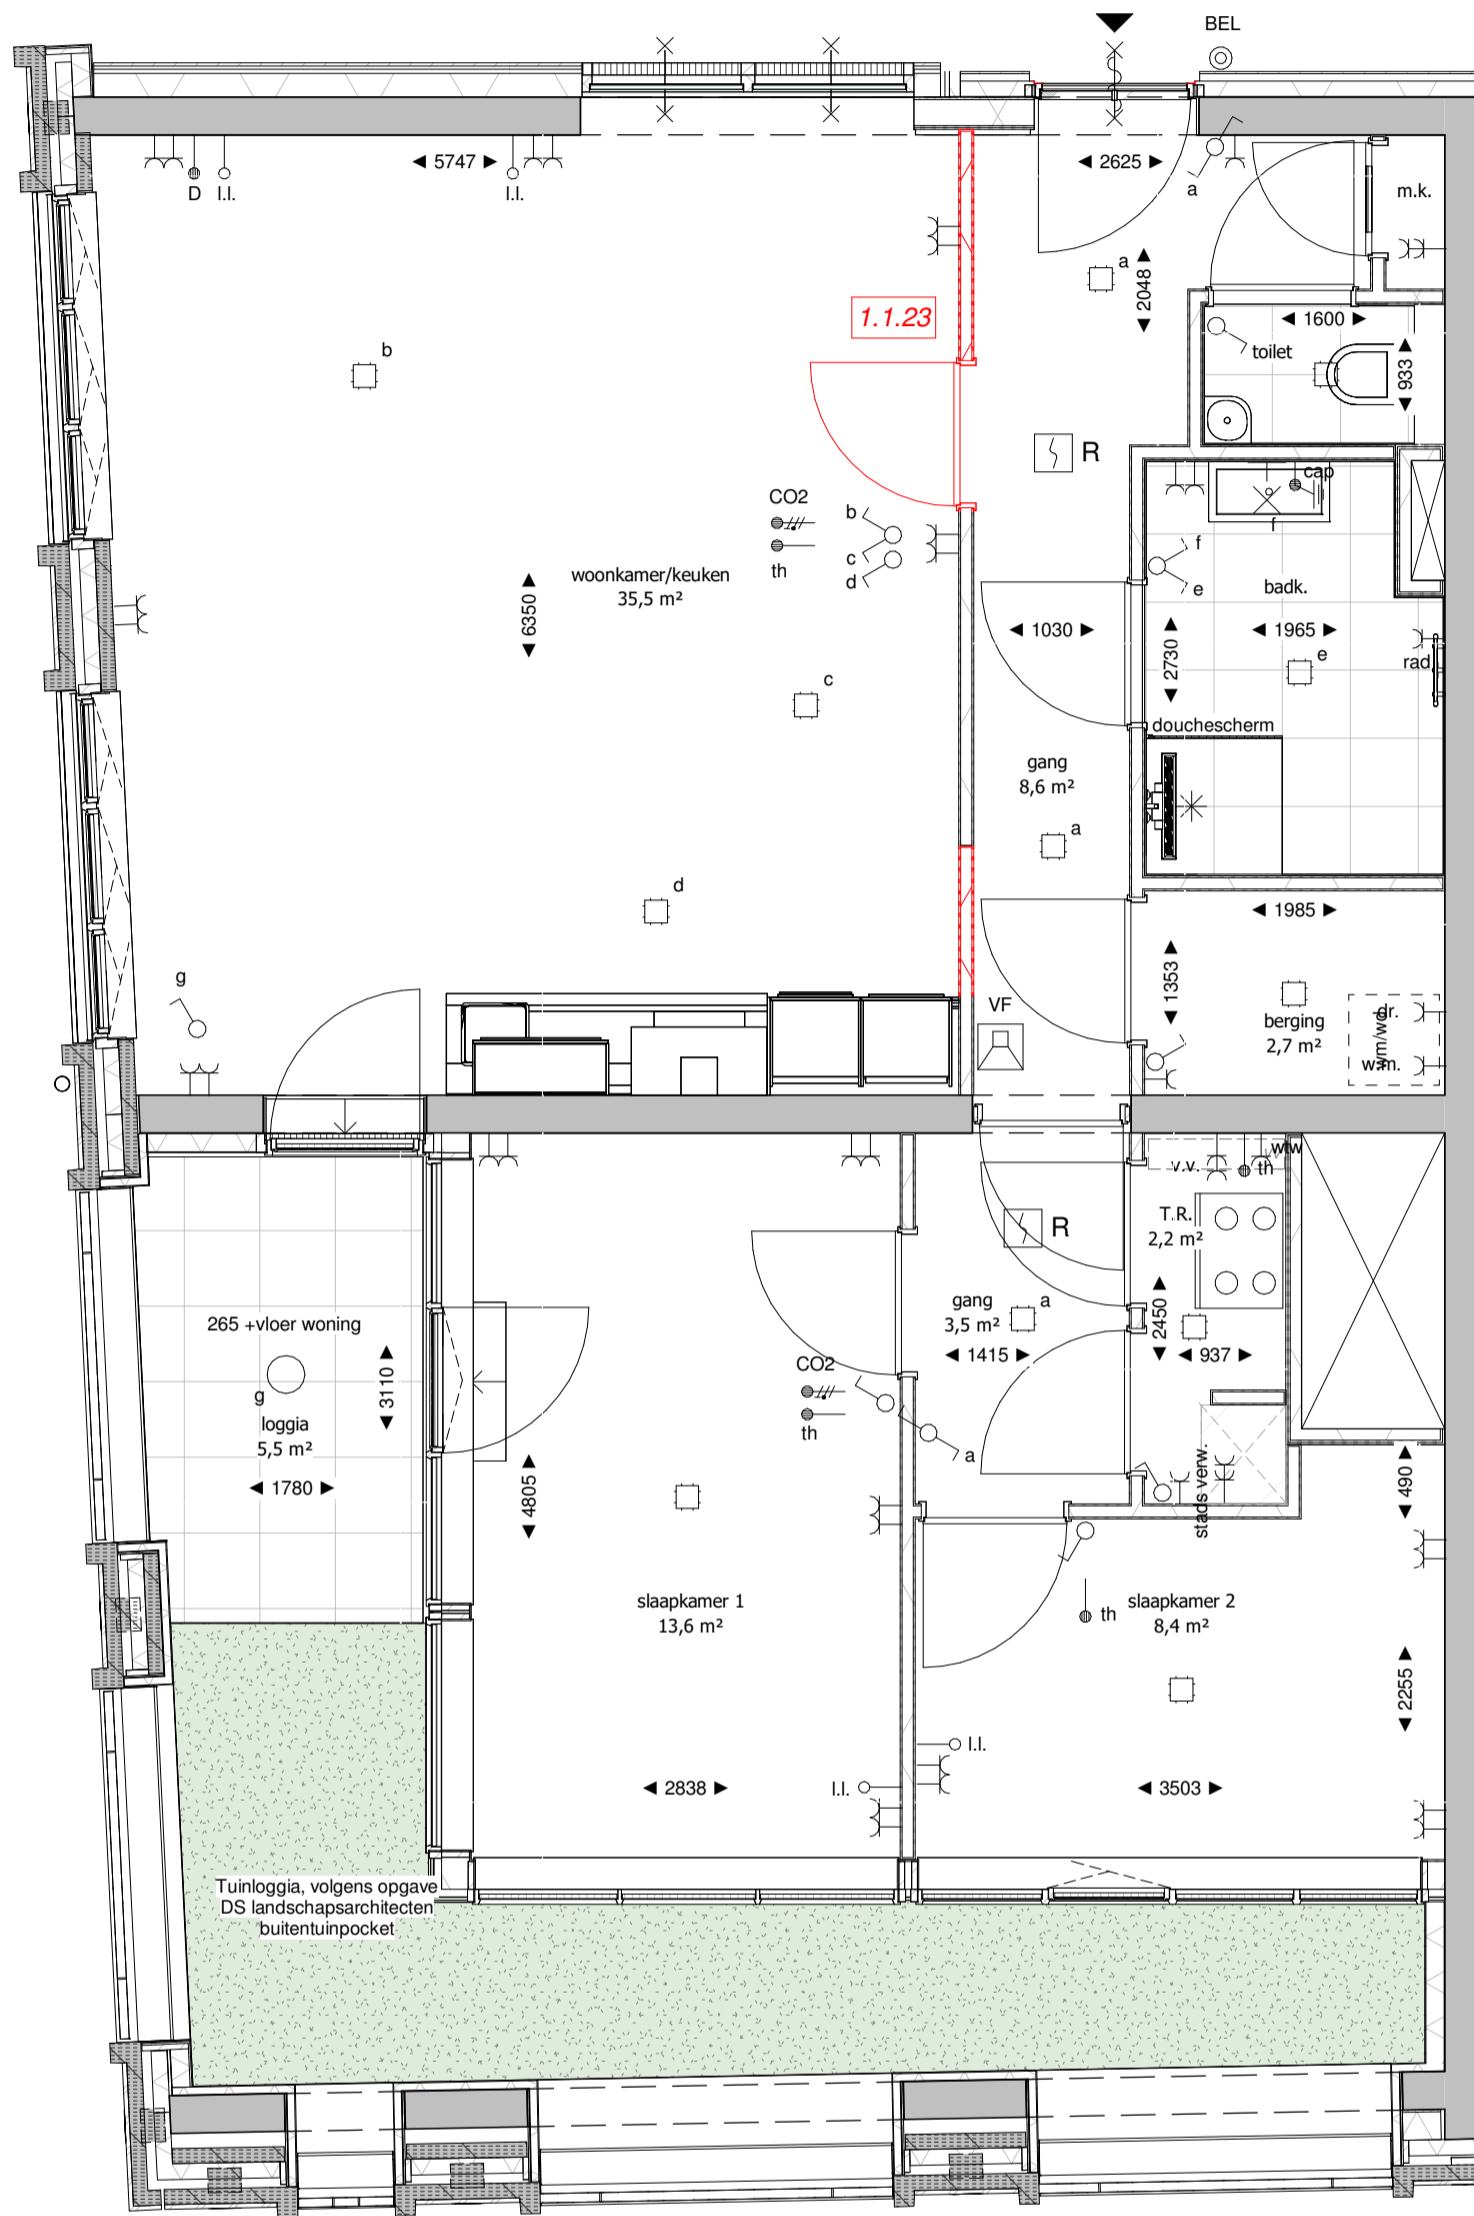 BEL
◄ 5747 ►
◄ 2625 ►
D
l.l.
l.l.
a
m.k.
a
◄ 2048 ►
1.1.23
◄ 1600 ►
toilet
◄ 933 ►
b
R
cap
f
CO2
b
c
d
th
f
e
woonkamer/keuken
35,5 m²
◄ 6350 ►
badk.
◄ 1030 ►
◄ 1965 ►
◄ 2730 ►
e
rad
c
douchescherm
gang
8,6 m²
a
d
◄ 1985 ►
◄ 1353 ►
g
VF
berging
2,7 m²
dr.
wm/wd
w.m.
wtw
v.v.
th
T.R.
2,2 m²
R
265 +vloer woning
gang
3,5 m²
a
◄ 1415 ►
◄ 2450 ►
◄ 937 ►
◄ 3110 ►
CO2
th
g
loggia
5,5 m²
◄ 1780 ►
a
◄ 4805 ►
stads verw.
◄ 490 ►
slaapkamer 1
13,6 m²
th
slaapkamer 2
8,4 m²
◄ 2255 ►
l.l.
◄ 2838 ►
l.l.
◄ 3503 ►
Tuinloggia, volgens opgave
DS landschapsarchitecten
buitentuinpocket